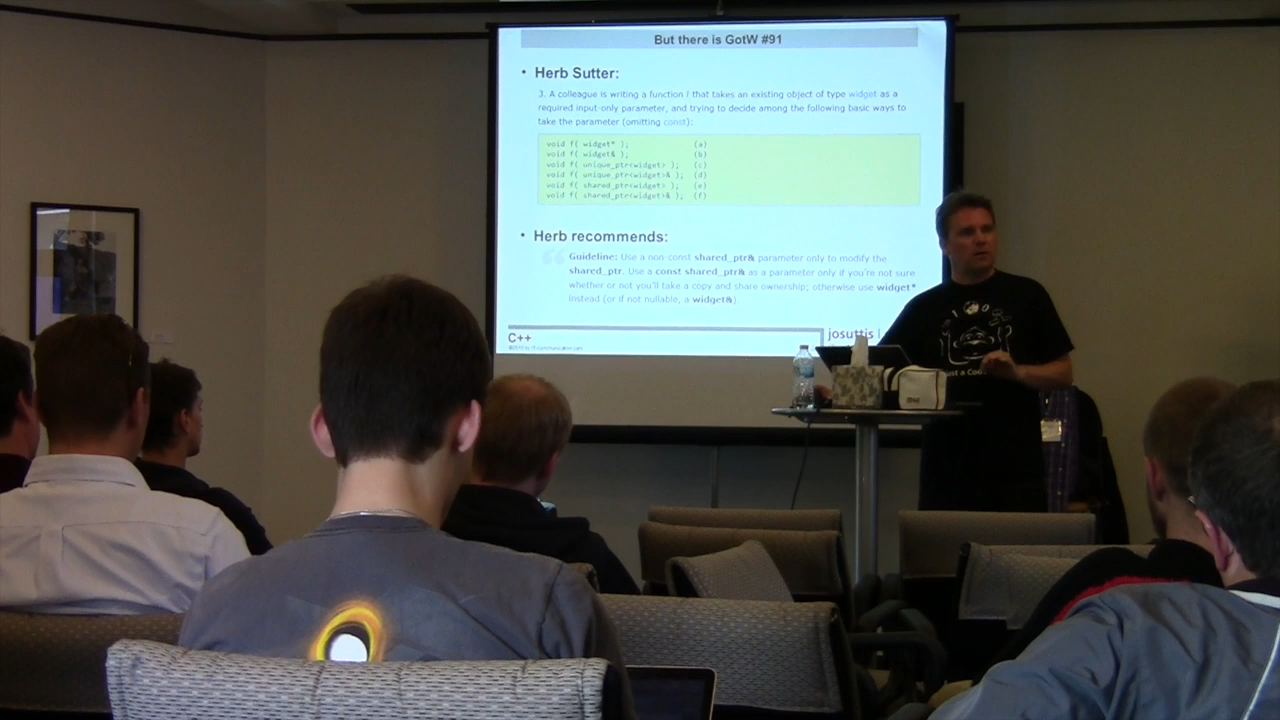 But there is GotW #91
• Herb Sutter:
3. A colleague is writing a function f that takes an existing object of type widget as a
required input-only parameter, and trying to decide among the following basic ways to
take the parameter (omitting const):
void f( widget* ); (a)
void f( widget& ); (b)
void f( unique_ptr<widget> ); (c)
void f( unique_ptr<widget>& ); (d)
void f( shared_ptr<widget> ); (e)
void f( shared_ptr<widget>& ); (f)
• Herb recommends:
Guideline: Use a non-const shared_ptr& parameter only to modify the
shared_ptr. Use a const shared_ptr& as a parameter only if you're not sure
whether or not you'll take a copy and share ownership; otherwise use widget*
instead (or if not nullable, a widget&).
C++
josuttis |